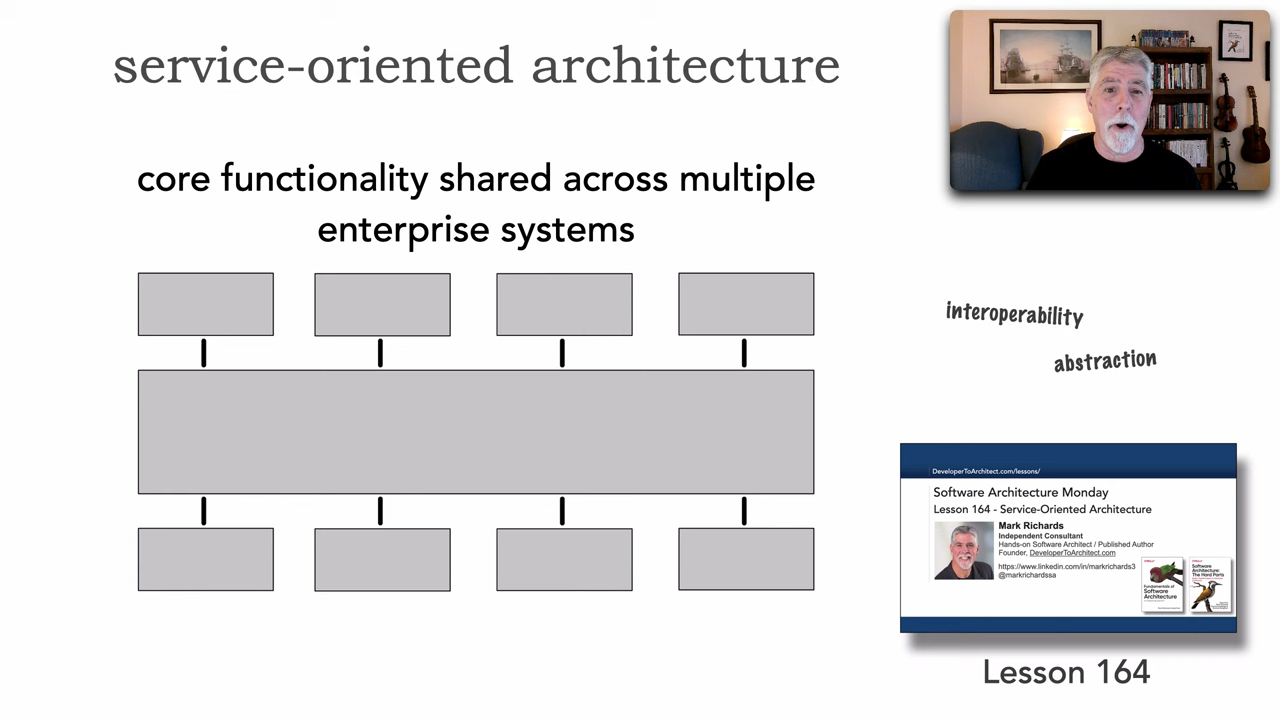 service-oriented architecture
core functionality shared across multiple
enterprise systems
interoperability
abstraction
DeveloperToArchitect.com/lessons/
Software Architecture Monday
Lesson 164 - Service-Oriented Architecture
Mark Richards
Independent Consultant
Hands-on Software Architect / Published Author
Founder, DeveloperToArchitect.com
https://www.linkedin.com/in/markrichards3
@markrichardssa
Fundamentals of
Software
Architecture
Software
Architecture:
The Hard Parts
Lesson 164